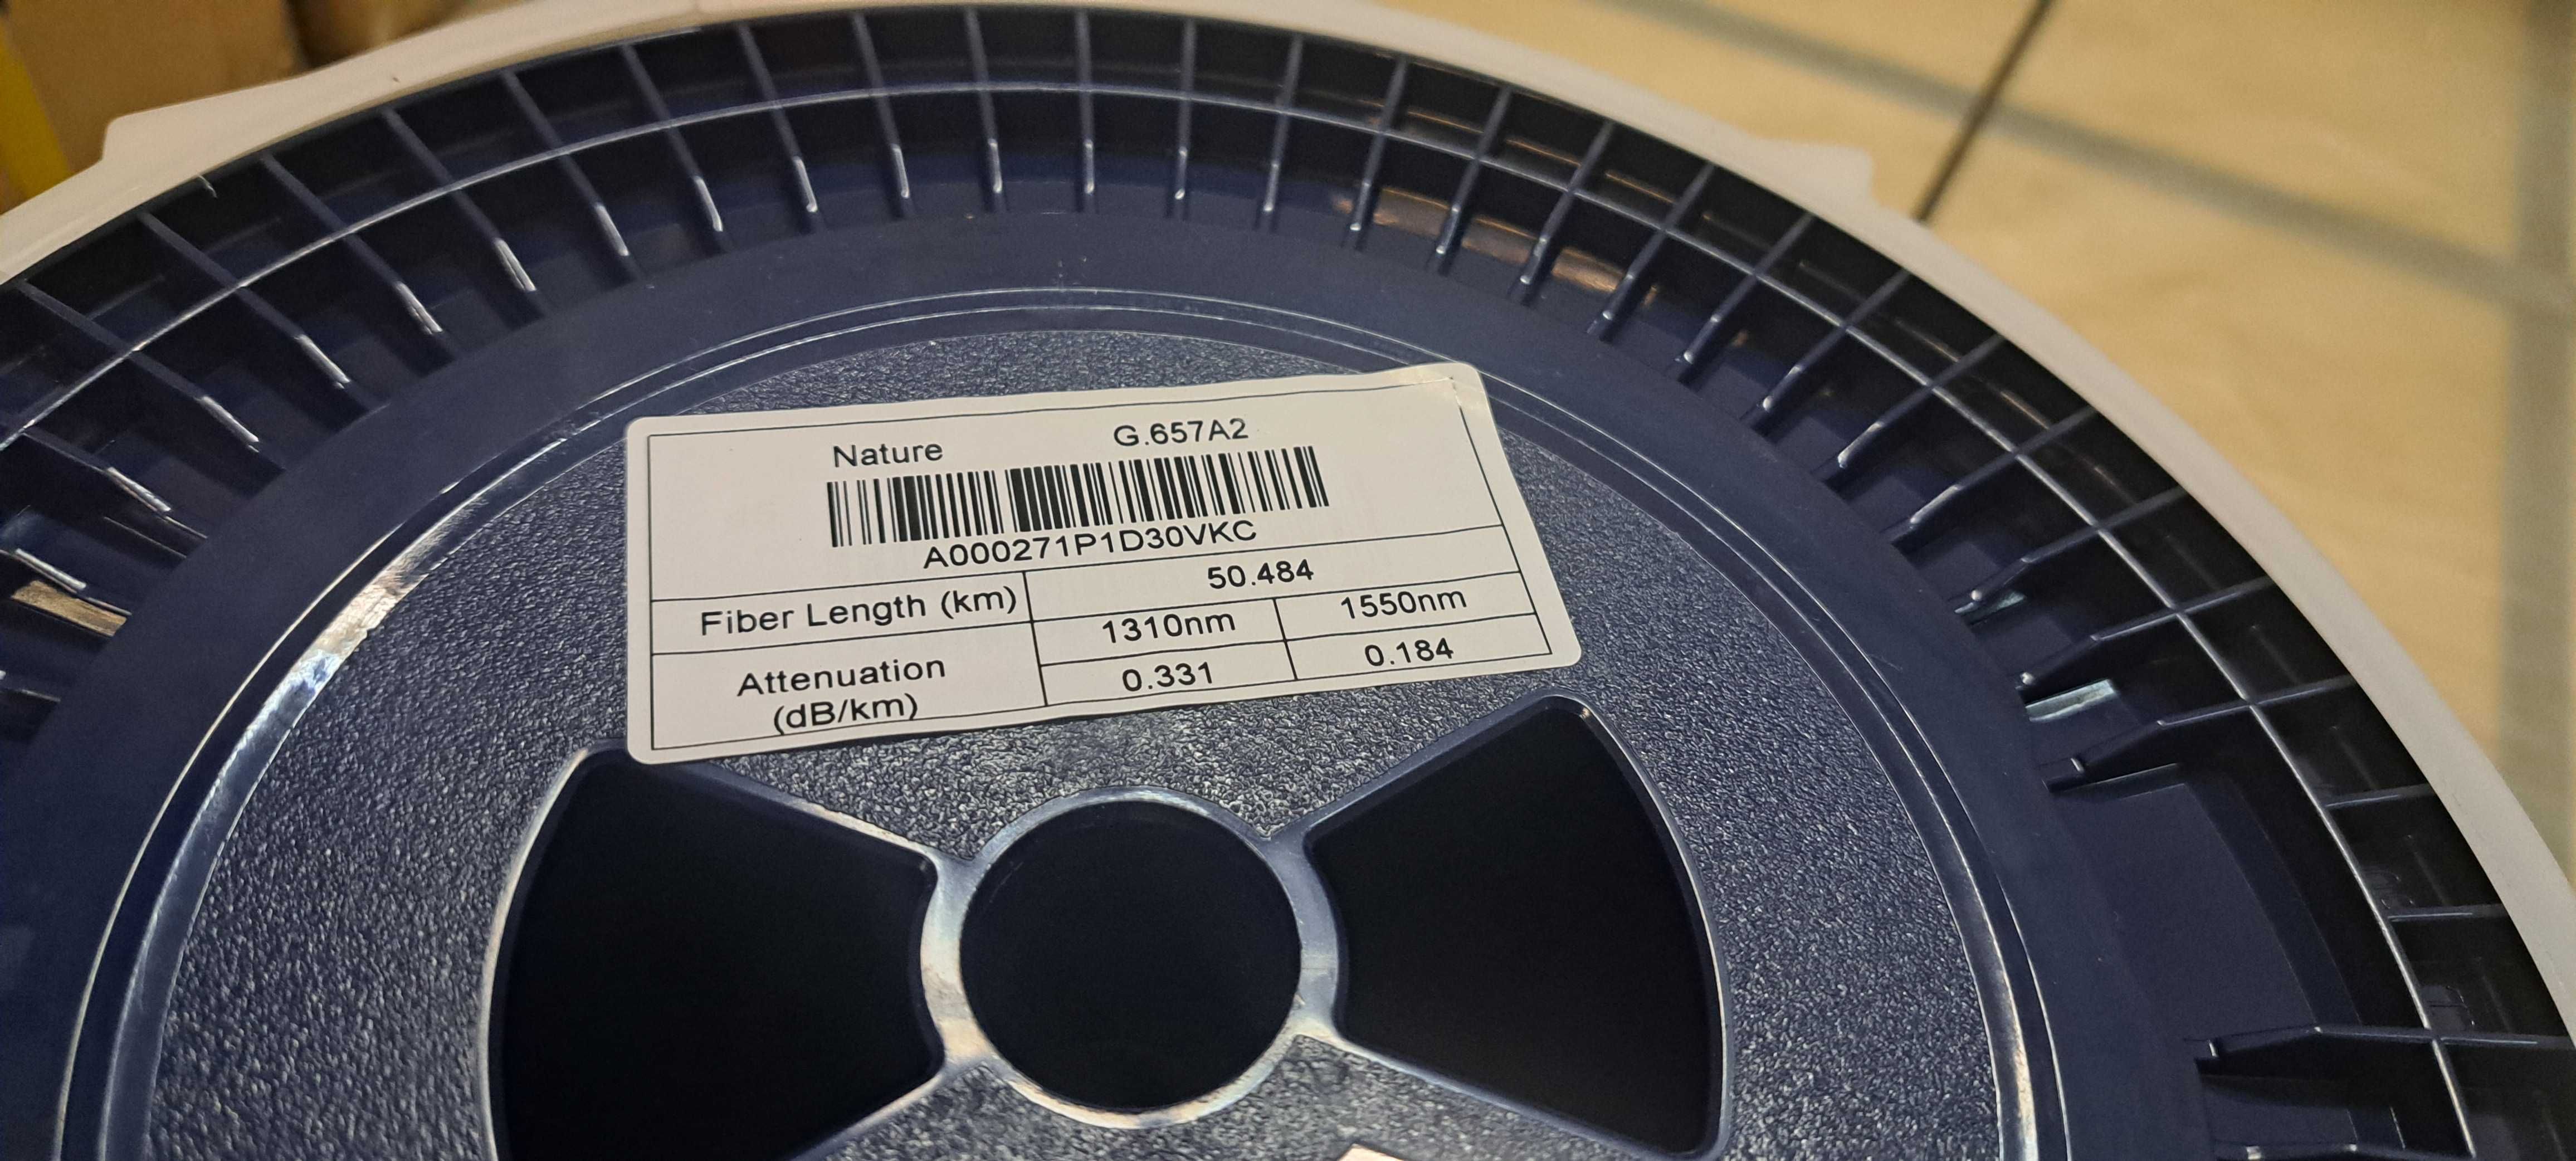 Nature G.657A2
A000271P1D30VKC
Fiber Length (km) 50.484
Attenuation (dB/km) 1310nm 1550nm
0.331 0.184